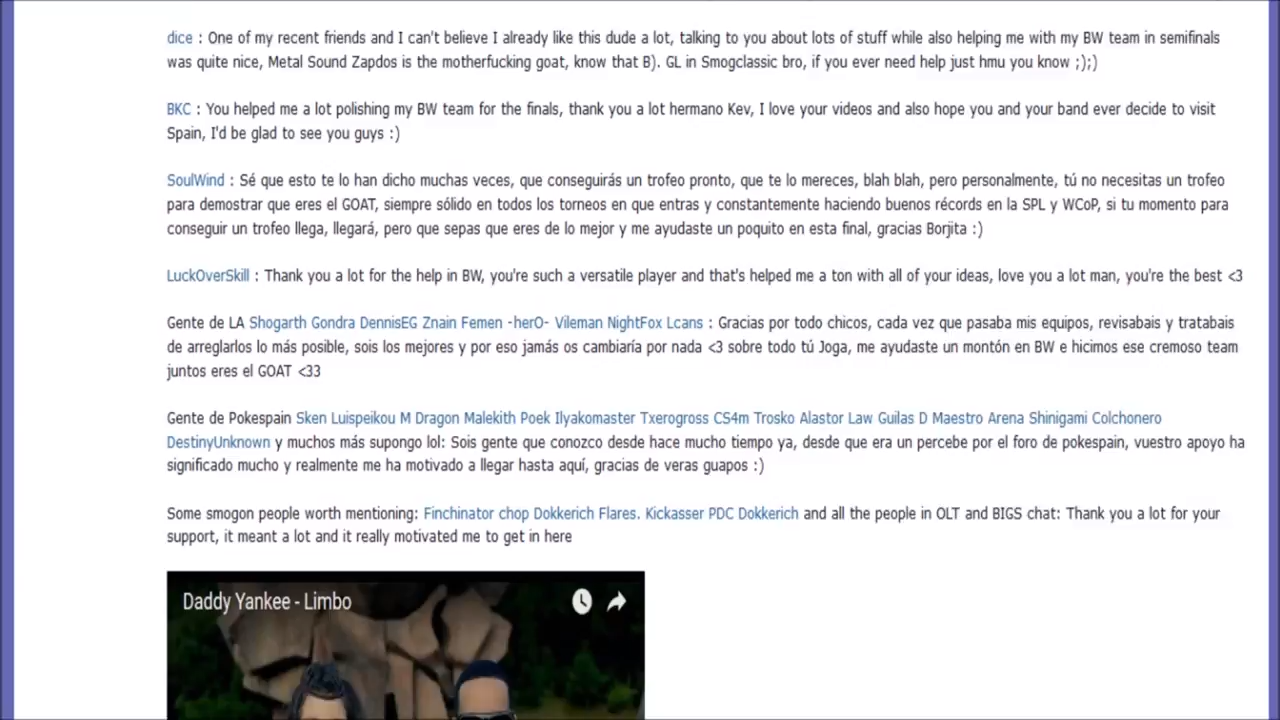 dice : One of my recent friends and I can't believe I already like this dude a lot, talking to you about lots of stuff while also helping me with my BW team in semifinals
was quite nice, Metal Sound Zapdos is the motherfucking goat, know that B). GL in Smogclassic bro, if you ever need help just hmu you know ;);)
BKC : You helped me a lot polishing my BW team for the finals, thank you a lot hermano Kev, I love your videos and also hope you and your band ever decide to visit
Spain, I'd be glad to see you guys :)
SoulWind : Sé que esto te lo han dicho muchas veces, que conseguirás un trofeo pronto, que te lo mereces, blah blah, pero personalmente, tú no necesitas un trofeo
para demostrar que eres el GOAT, siempre sólido en todos los torneos en que entras y constantemente haciendo buenos récords en la SPL y WCoP, si tu momento para
conseguir un trofeo llega, llegará, pero que sepas que eres de lo mejor y me ayudaste un poquito en esta final, gracias Borjita :)
LuckOverSkill : Thank you a lot for the help in BW, you're such a versatile player and that's helped me a ton with all of your ideas, love you a lot man, you're the best <3
Gente de LA Shogarth Gondra DennisEG Znain Femen -herO- Vileman NightFox Lcans : Gracias por todo chicos, cada vez que pasaba mis equipos, revisabais y tratabais
de arreglarlos lo más posible, sois los mejores y por eso jamás os cambiaría por nada <3 sobre todo tú Joga, me ayudaste un montón en BW e hicimos ese cremoso team
juntos eres el GOAT <33
Gente de Pokespain Sken Luispeikou M Dragon Malekith Poek Ilyakomaster Txerogross CS4m Trosko Alastor Law Guilas D Maestro Arena Shinigami Colchonero
DestinyUnknown y muchos más supongo lol: Sois gente que conozco desde hace mucho tiempo ya, desde que era un percebe por el foro de pokespain, vuestro apoyo ha
significado mucho y realmente me ha motivado a llegar hasta aquí, gracias de veras guapos :)
Some smogon people worth mentioning: Finchinator chop Dokkerich Flares. Kickasser PDC Dokkerich and all the people in OLT and BIGS chat: Thank you a lot for your
support, it meant a lot and it really motivated me to get in here
Daddy Yankee - Limbo